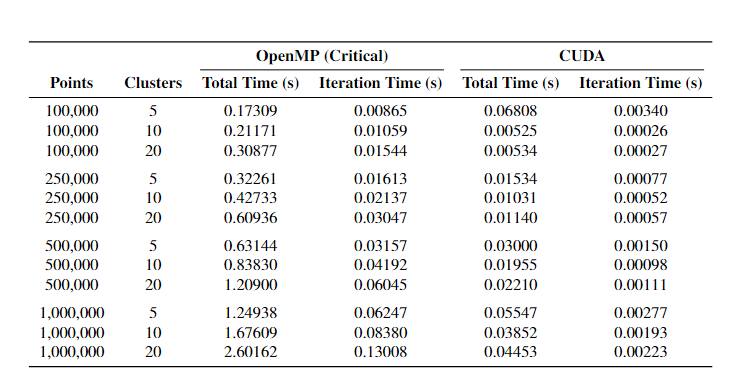 OpenMP (Critical) CUDA
Points Clusters Total Time (s) Iteration Time (s) Total Time (s) Iteration Time (s)
100,000 5 0.17309 0.00865 0.06808 0.00340
100,000 10 0.21171 0.01059 0.00525 0.00026
100,000 20 0.30877 0.01544 0.00534 0.00027
250,000 5 0.32261 0.01613 0.01534 0.00077
250,000 10 0.42733 0.02137 0.01031 0.00052
250,000 20 0.60936 0.03047 0.01140 0.00057
500,000 5 0.63144 0.03157 0.03000 0.00150
500,000 10 0.83830 0.04192 0.01955 0.00098
500,000 20 1.20900 0.06045 0.02210 0.00111
1,000,000 5 1.24938 0.06247 0.05547 0.00277
1,000,000 10 1.67609 0.08380 0.03852 0.00193
1,000,000 20 2.60162 0.13008 0.04453 0.00223